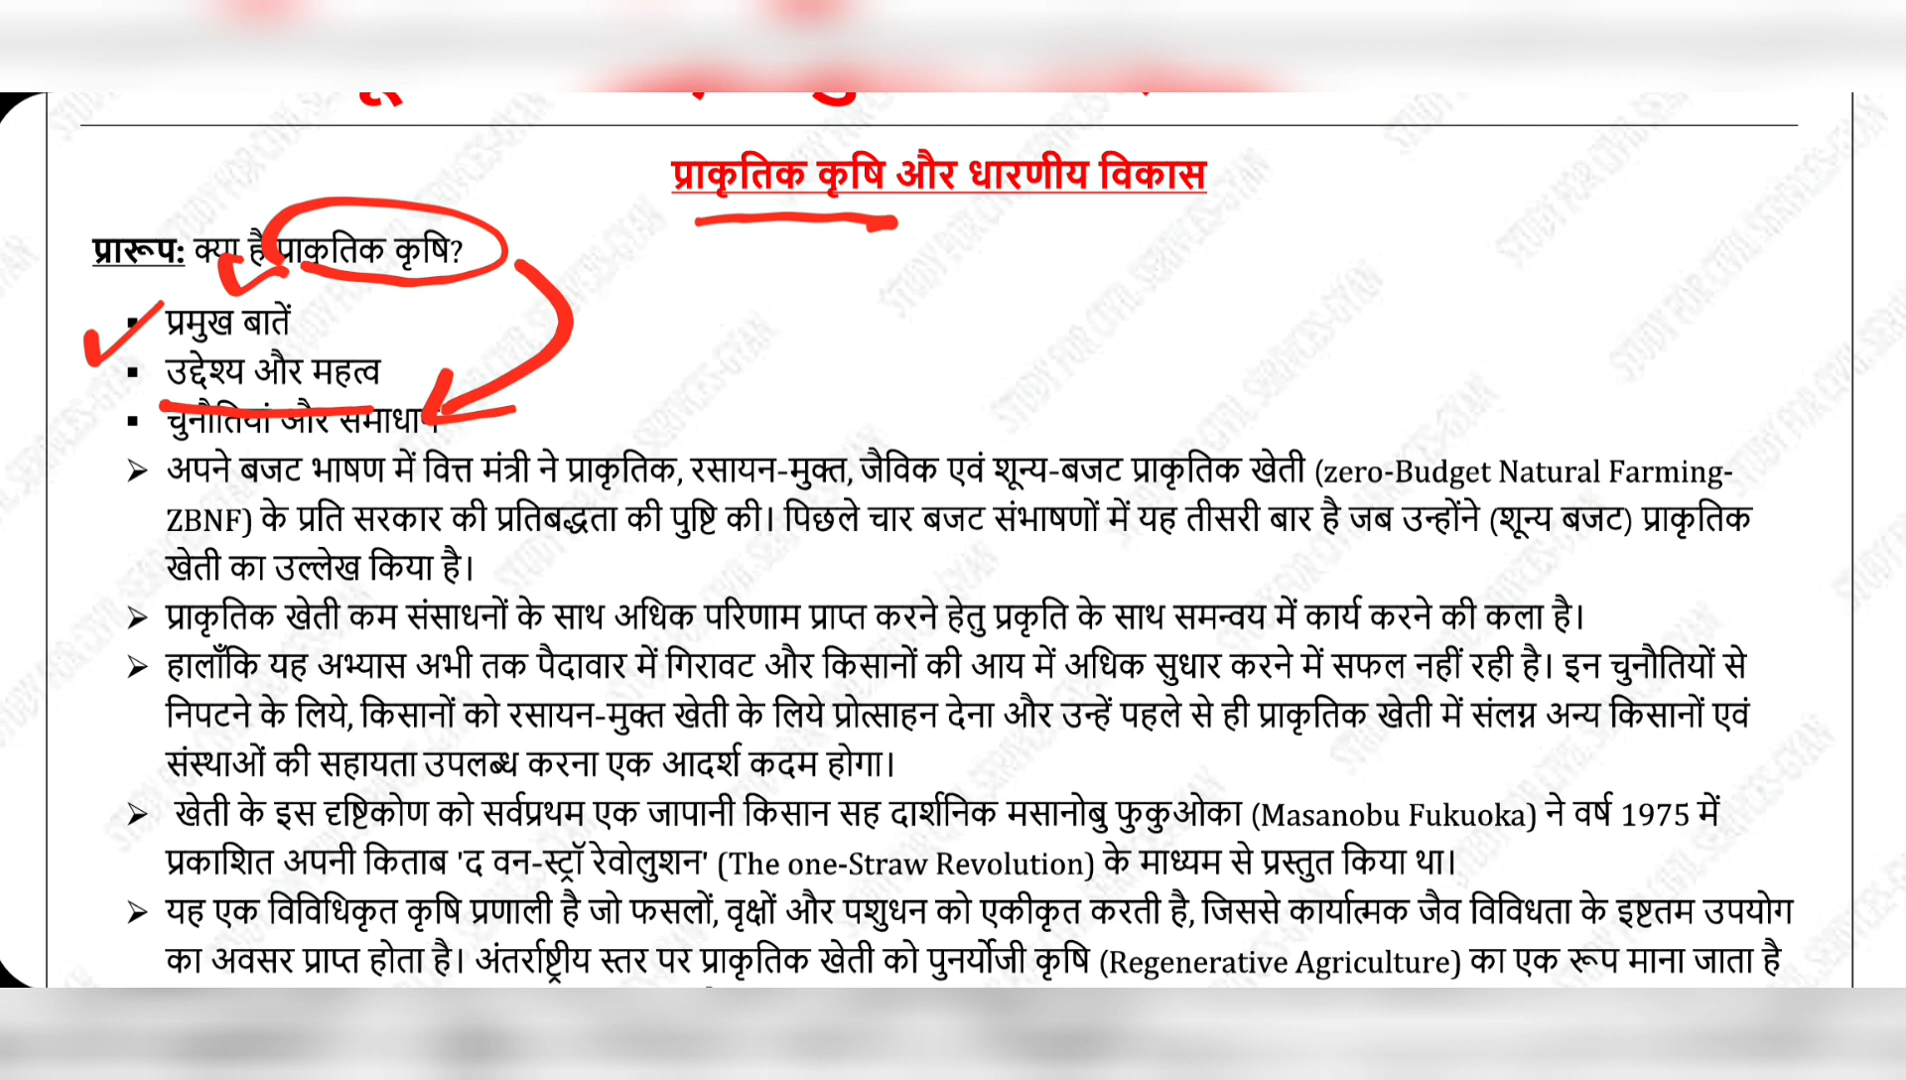 प्राकृतिक कृषि और धारणीय विकास
प्रारूप: क्या है प्राकृतिक कृषि?
▪ प्रमुख बातें
▪ उद्देश्य और महत्व
▪ चुनौतियां और समाधान
➢ अपने बजट भाषण में वित्त मंत्री ने प्राकृतिक, रसायन-मुक्त, जैविक एवं शून्य-बजट प्राकृतिक खेती (zero-Budget Natural Farming-
ZBNF) के प्रति सरकार की प्रतिबद्धता की पुष्टि की। पिछले चार बजट संभाषणों में यह तीसरी बार है जब उन्होंने (शून्य बजट) प्राकृतिक
खेती का उल्लेख किया है।
➢ प्राकृतिक खेती कम संसाधनों के साथ अधिक परिणाम प्राप्त करने हेतु प्रकृति के साथ समन्वय में कार्य करने की कला है।
➢ हालाँकि यह अभ्यास अभी तक पैदावार में गिरावट और किसानों की आय में अधिक सुधार करने में सफल नहीं रही है। इन चुनौतियों से
निपटने के लिये, किसानों को रसायन-मुक्त खेती के लिये प्रोत्साहन देना और उन्हें पहले से ही प्राकृतिक खेती में संलग्न अन्य किसानों एवं
संस्थाओं की सहायता उपलब्ध करना एक आदर्श कदम होगा।
➢ खेती के इस दृष्टिकोण को सर्वप्रथम एक जापानी किसान सह दार्शनिक मसानोबु फुकुओका (Masanobu Fukuoka) ने वर्ष 1975 में
प्रकाशित अपनी किताब 'द वन-स्ट्रॉ रेवोलुशन' (The one-Straw Revolution) के माध्यम से प्रस्तुत किया था।
➢ यह एक विविधिकृत कृषि प्रणाली है जो फसलों, वृक्षों और पशुधन को एकीकृत करती है, जिससे कार्यात्मक जैव विविधता के इष्टतम उपयोग
का अवसर प्राप्त होता है। अंतर्राष्ट्रीय स्तर पर प्राकृतिक खेती को पुनर्योजी कृषि (Regenerative Agriculture) का एक रूप माना जाता है